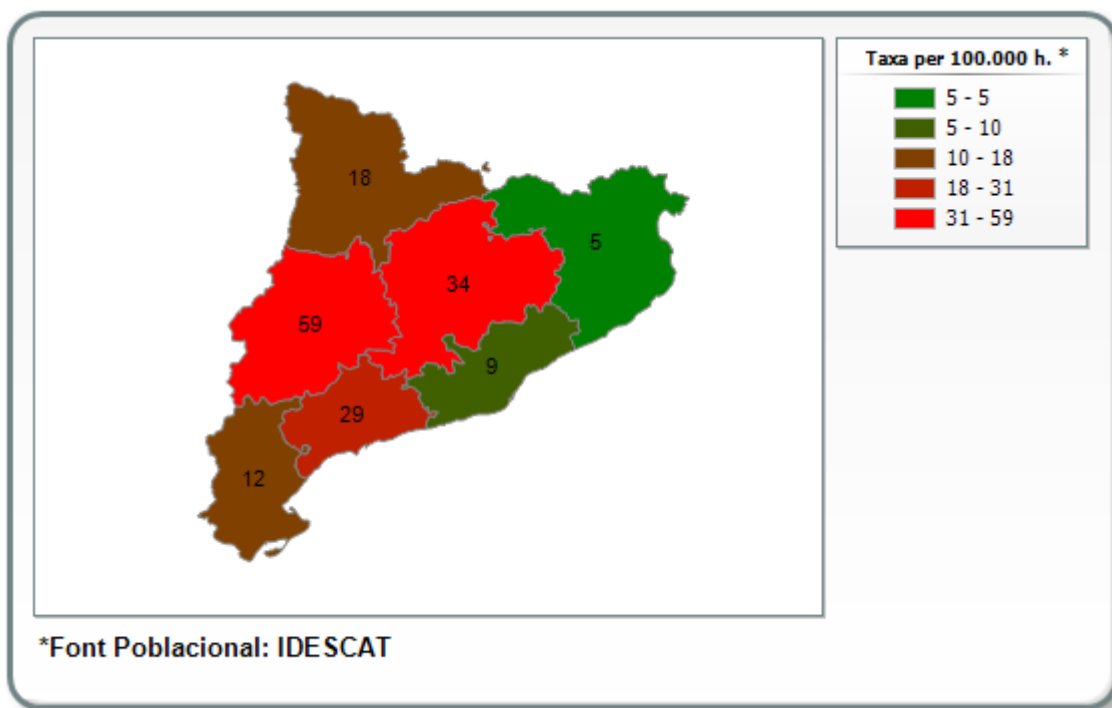 Taxa per 100.000 h. *
5 - 5
5 - 10
10 - 18
18 - 31
31 - 59
18
5
34
59
9
29
12
*Font Poblacional: IDESCAT